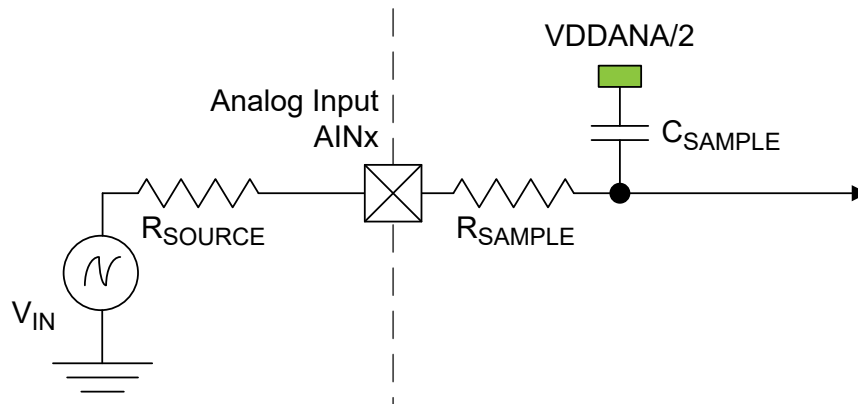 VDDANA/2
Analog Input
AINx
CSAMPLE
RSOURCE
RSAMPLE
VIN